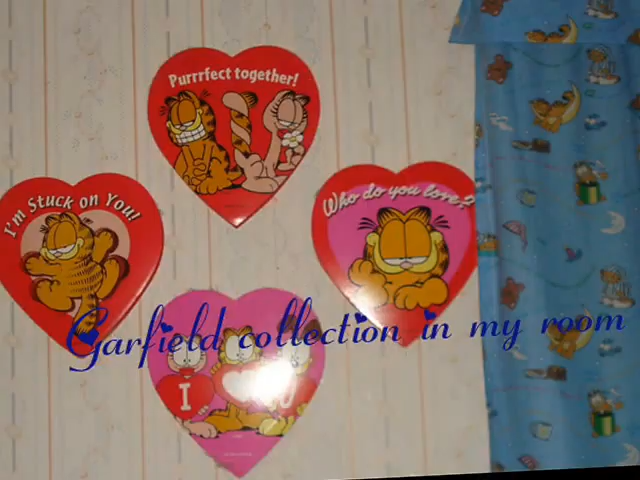 Purrrfect together!
I'm Stuck on You!
Who do you love?
I U
Garfield collection in my room